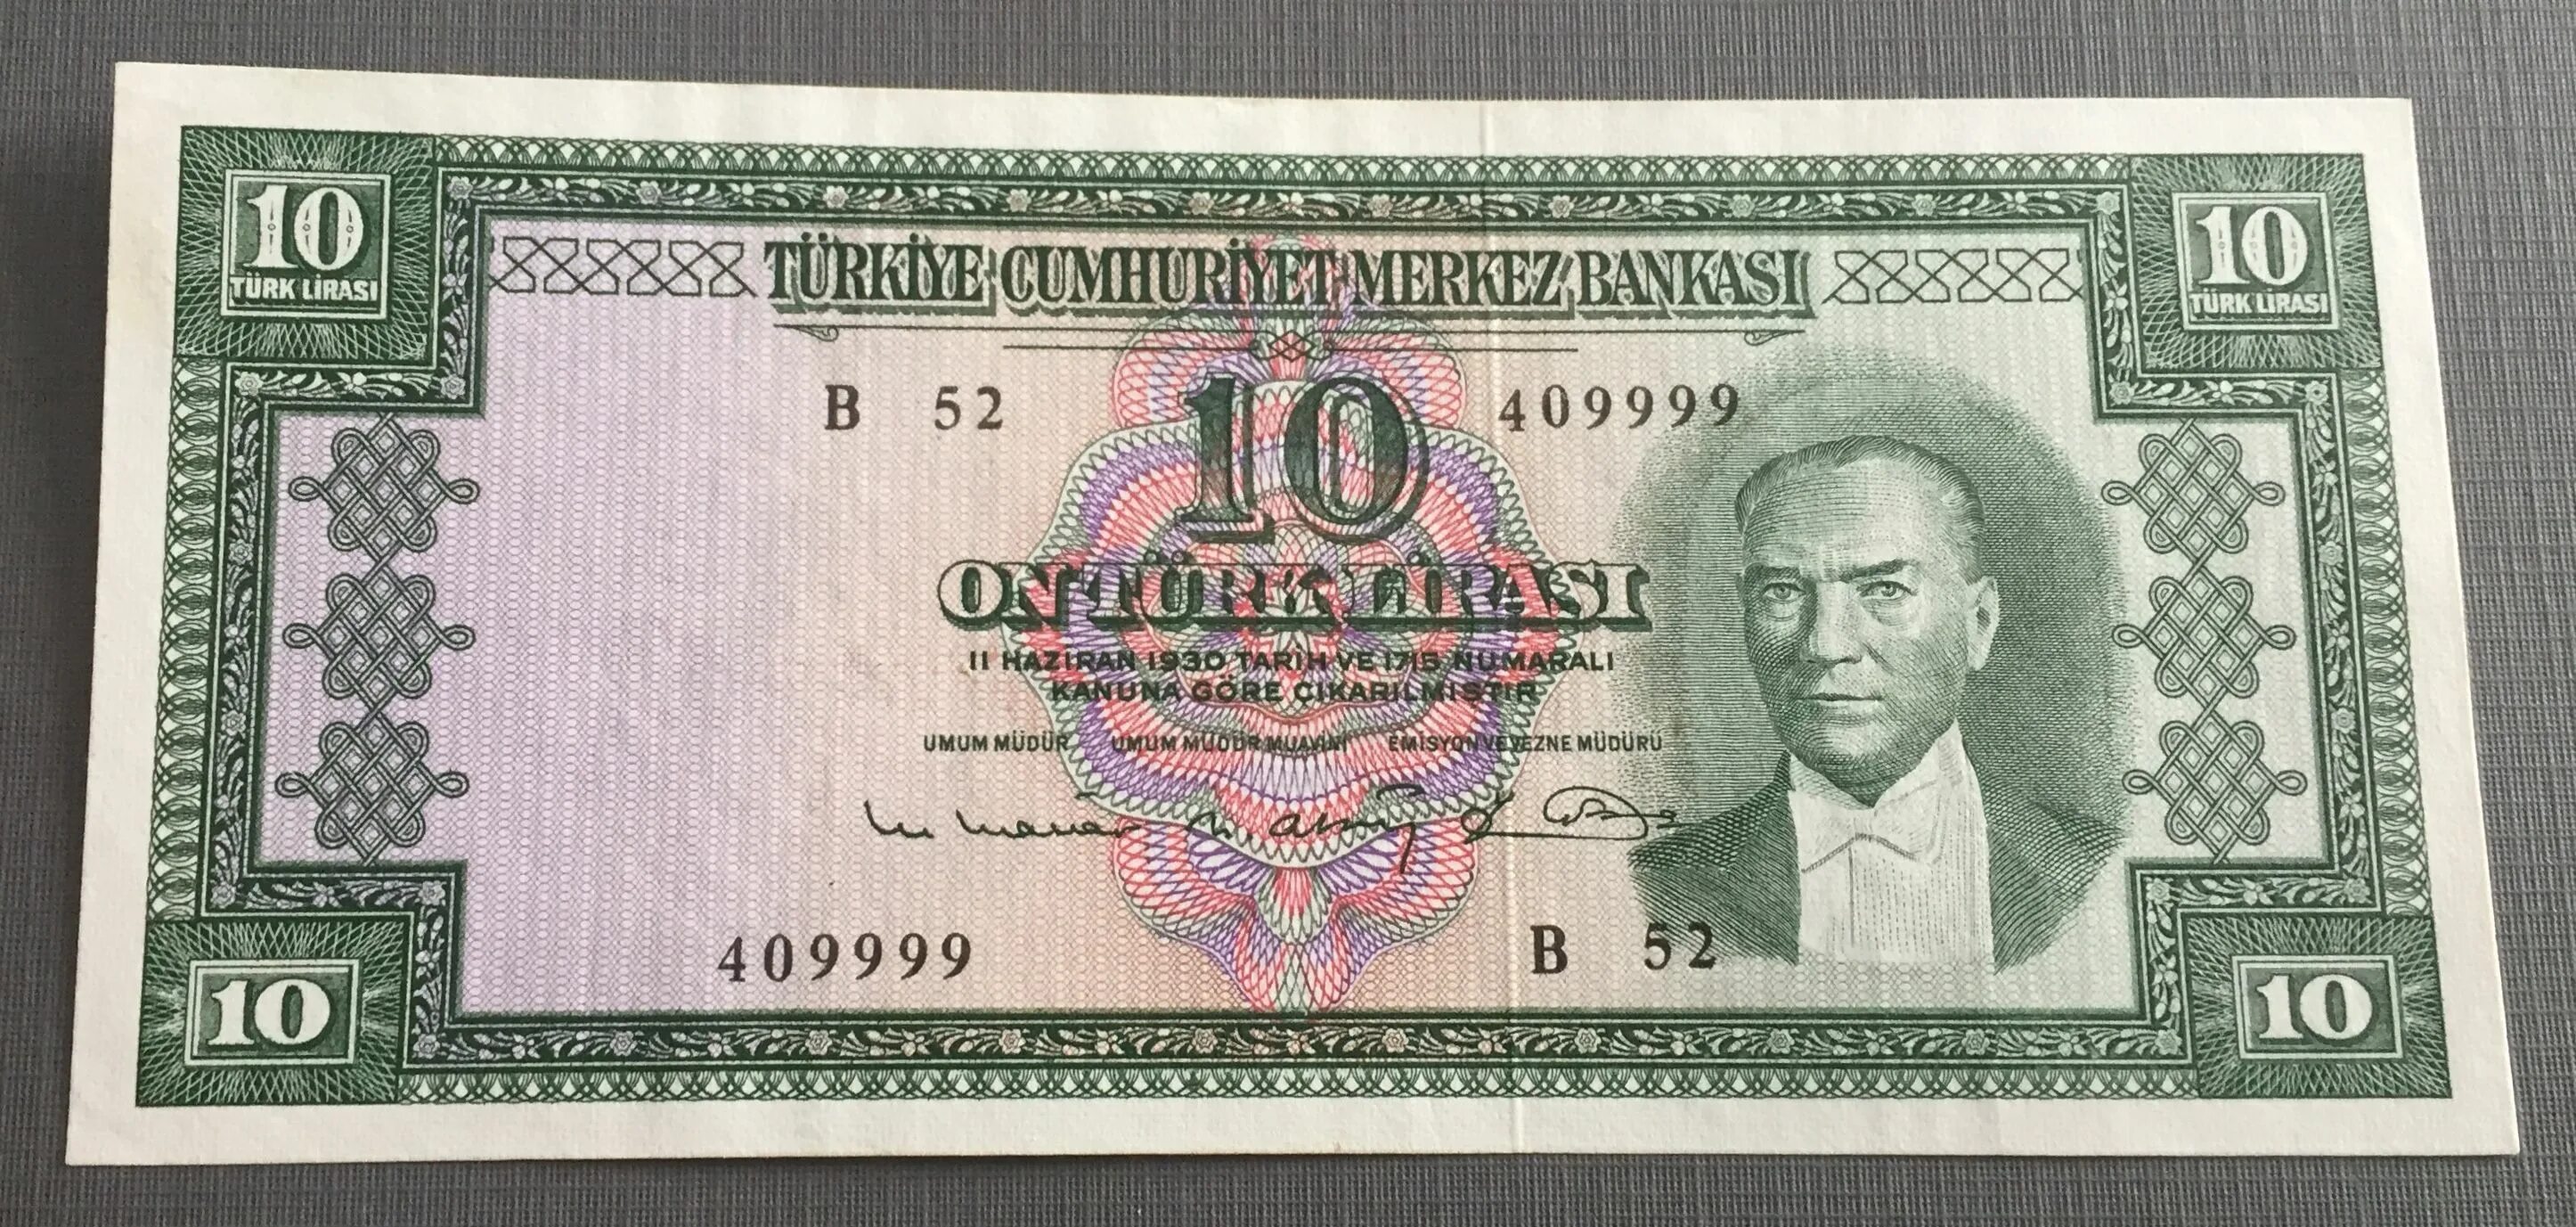 10 10
TÜRK LİRASI TÜRK LİRASI
TÜRKİYE CUMHURİYET MERKEZ BANKASI
B 52 409999
10
ON TÜRK LİRASI
11 HAZİRAN 1930 TARİH VE 1715 NUMARALI
KANUNA GÖRE ÇIKARILMIŞTIR
UMUM MÜDÜR UMUM MÜDÜR MUAVİNİ EMİSYON VE VEZNE MÜDÜRÜ
409999 B 52
10 10